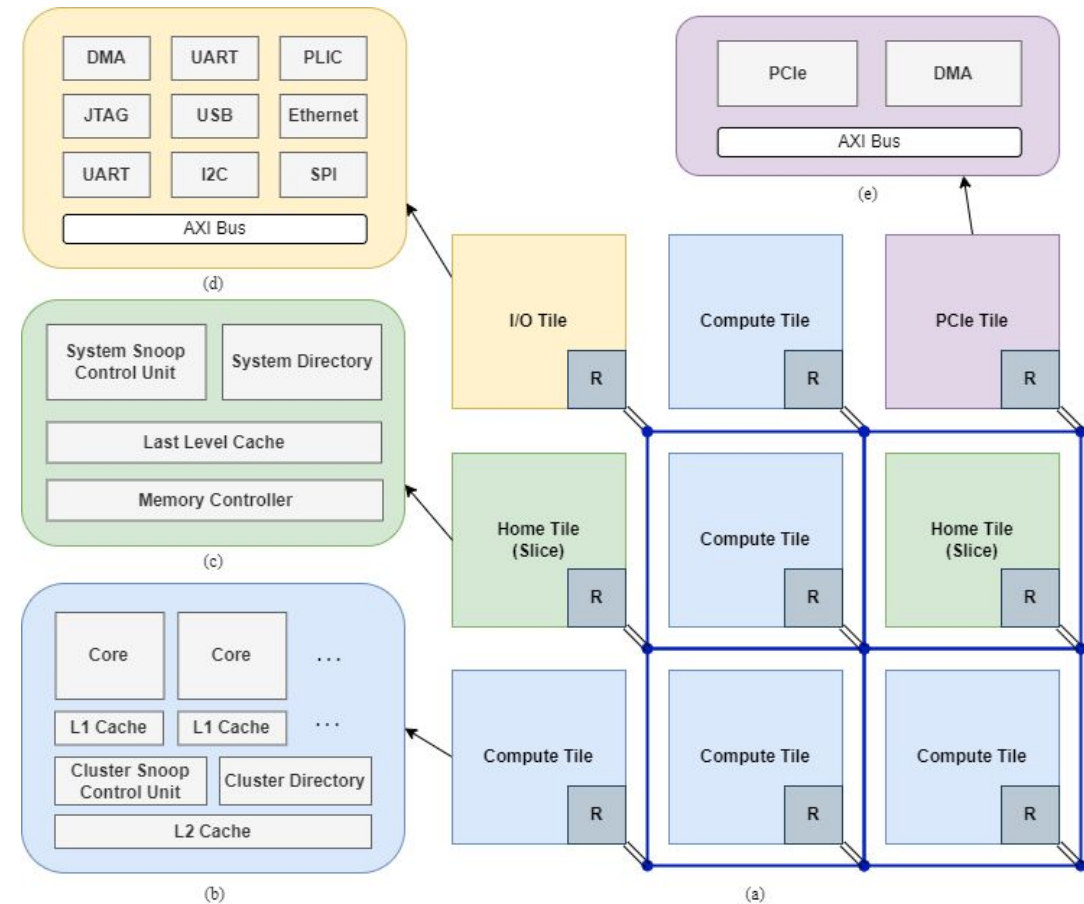 DMA
UART
PLIC
JTAG
USB
Ethernet
UART
I2C
SPI
AXI Bus
(d)
PCIe
DMA
AXI Bus
(e)
System Snoop
Control Unit
System Directory
Last Level Cache
Memory Controller
(c)
Core
Core
...
L1 Cache
L1 Cache
...
Cluster Snoop
Control Unit
Cluster Directory
L2 Cache
(b)
I/O Tile
R
Compute Tile
R
PCIe Tile
R
Home Tile
(Slice)
R
Compute Tile
R
Home Tile
(Slice)
R
Compute Tile
R
Compute Tile
R
Compute Tile
R
(a)